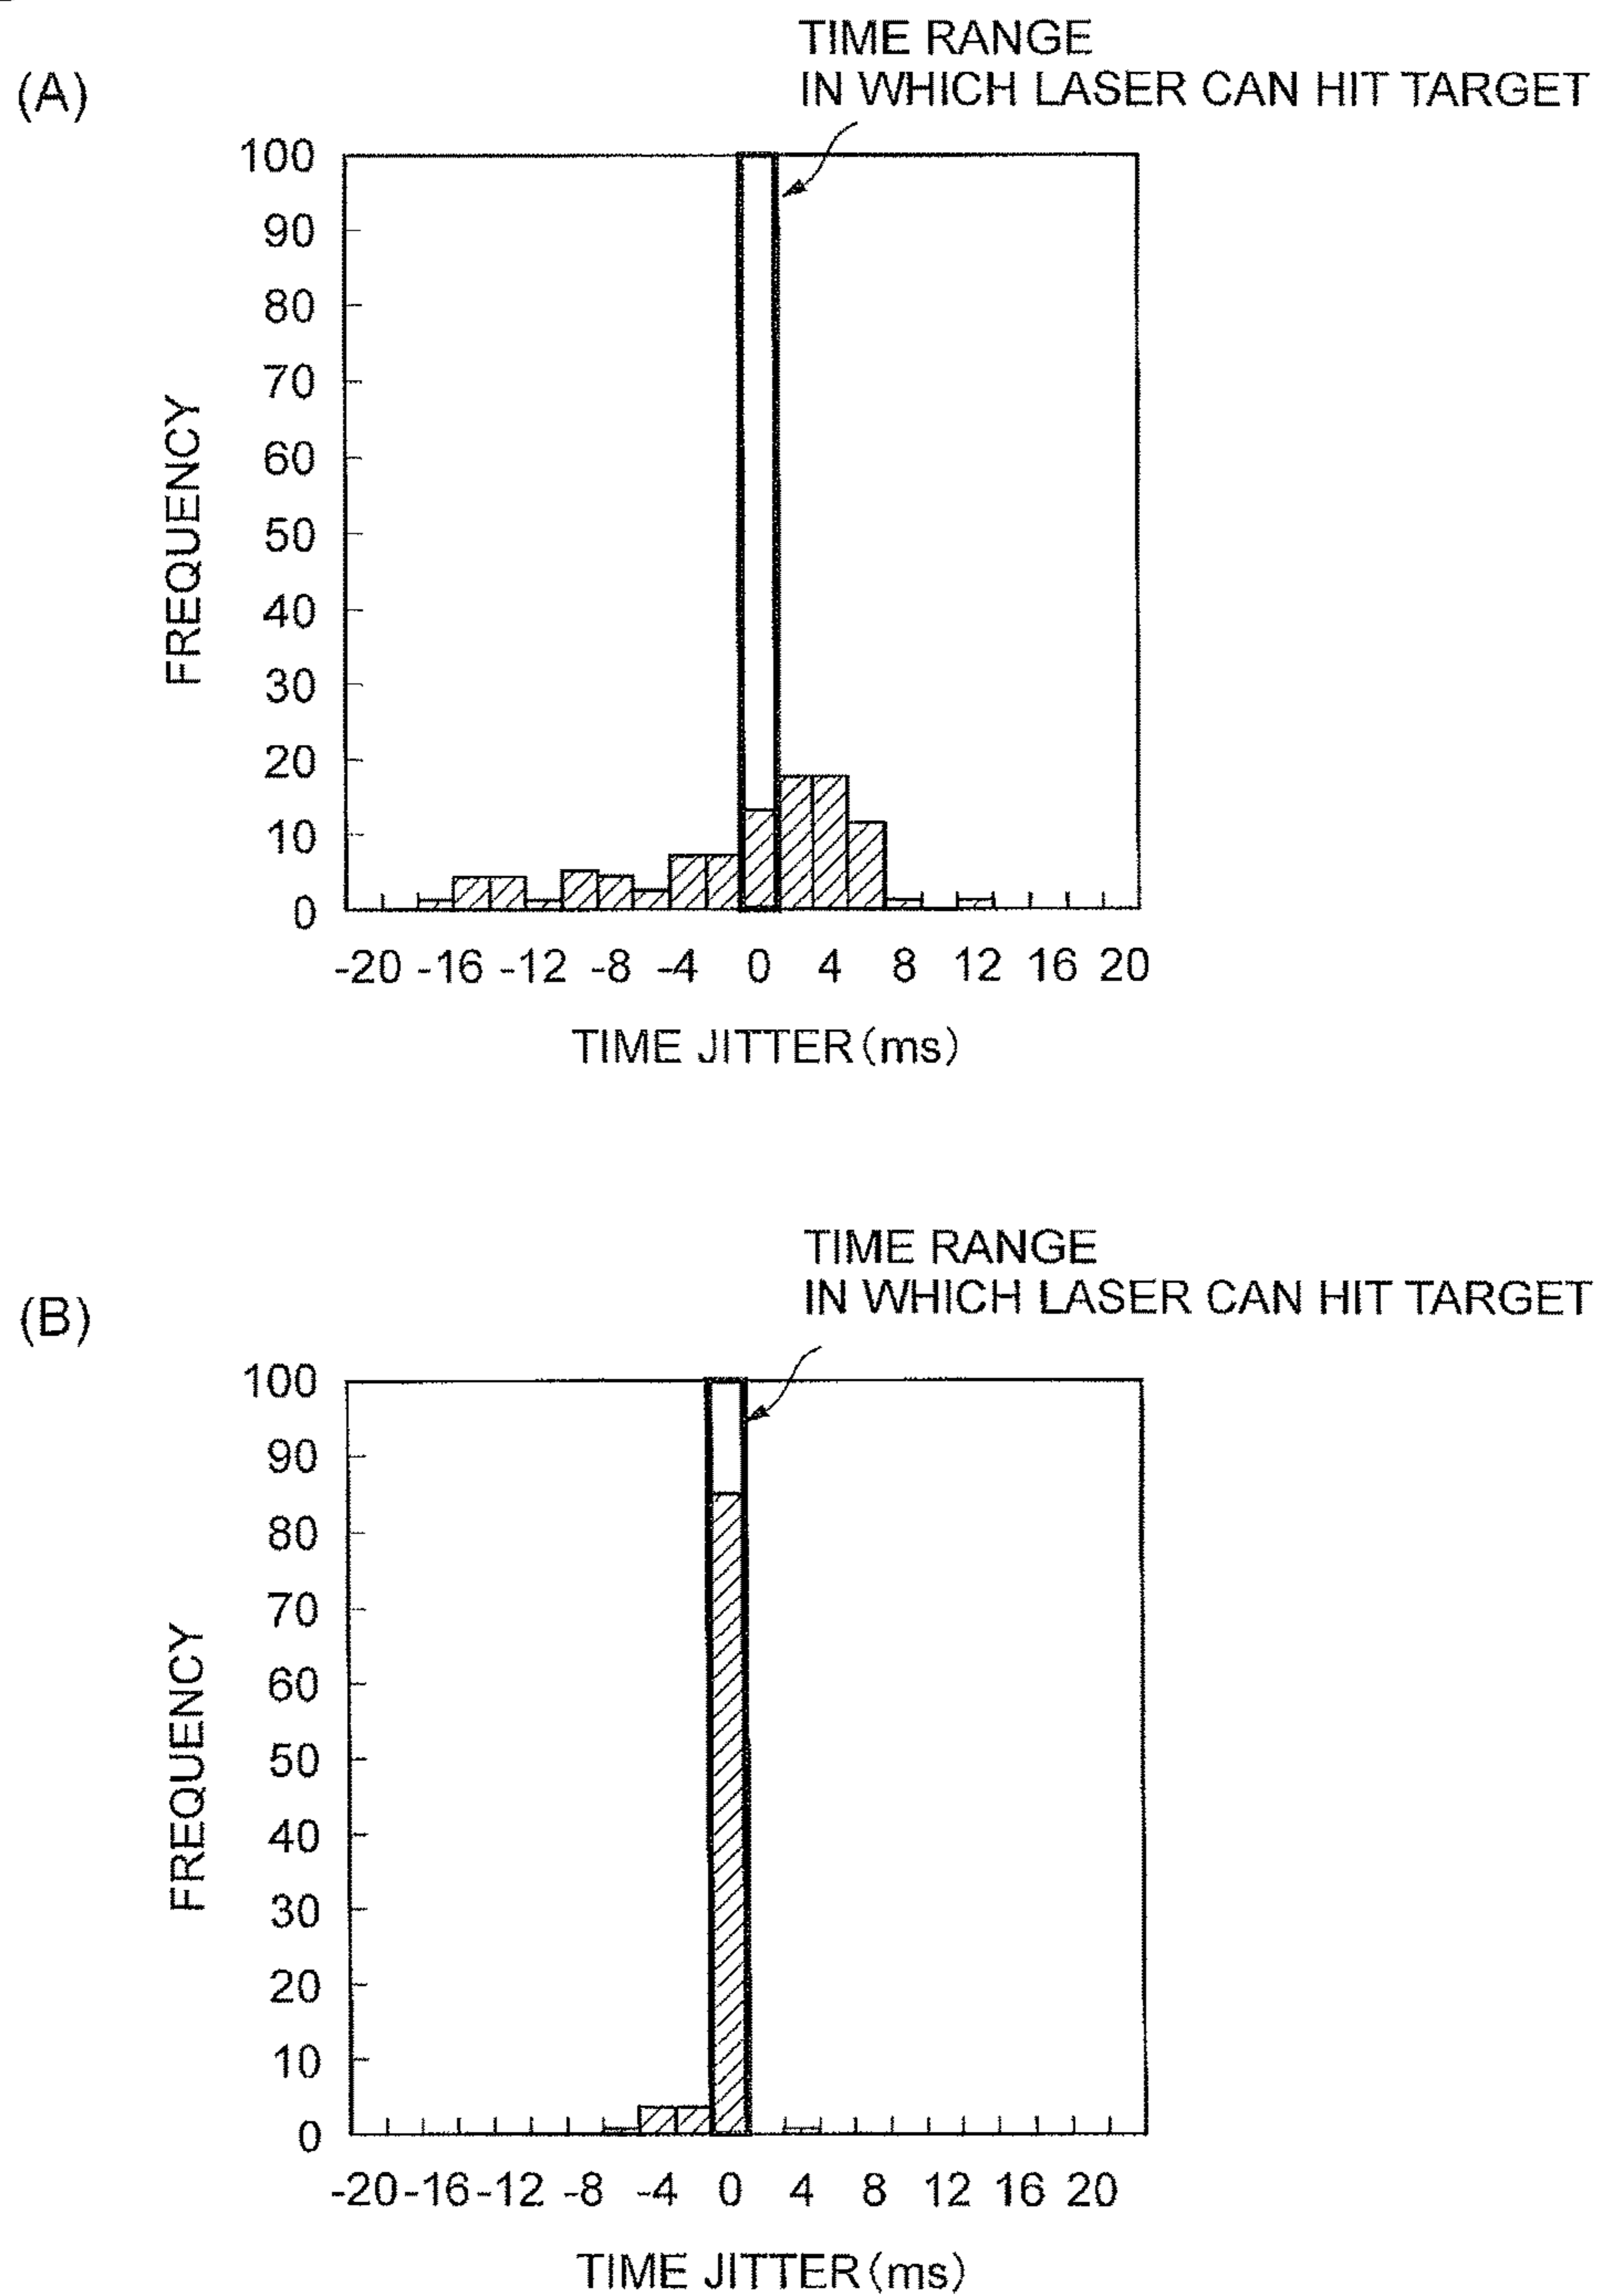 TIME RANGE
IN WHICH LASER CAN HIT TARGET
(A)
100
90
80
70
60
50
40
30
20
10
0
FREQUENCY
-20 -16 -12 -8 -4 0 4 8 12 16 20
TIME JITTER(ms)
TIME RANGE
IN WHICH LASER CAN HIT TARGET
(B)
100
90
80
70
60
50
40
30
20
10
0
FREQUENCY
-20 -16 -12 -8 -4 0 4 8 12 16 20
TIME JITTER(ms)